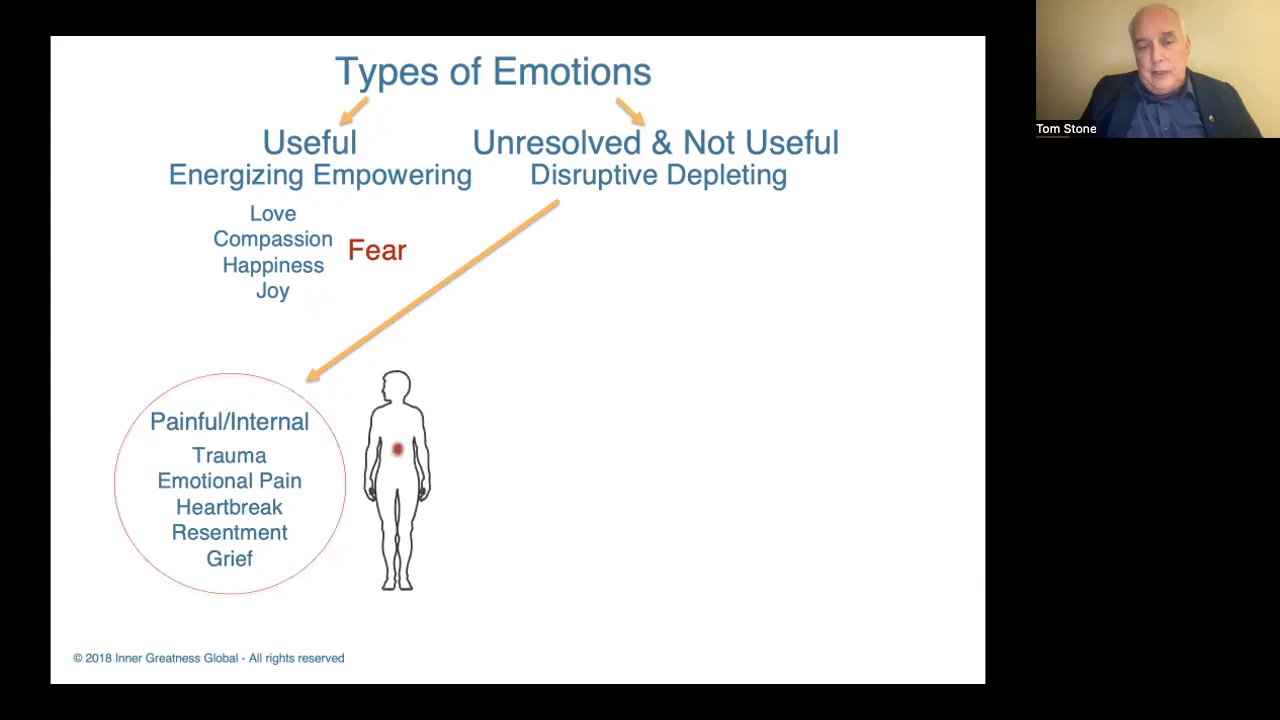 Types of Emotions
Useful
Energizing Empowering
Unresolved & Not Useful
Disruptive Depleting
Love
Compassion
Happiness
Joy
Fear
Painful/Internal
Trauma
Emotional Pain
Heartbreak
Resentment
Grief
© 2018 Inner Greatness Global - All rights reserved
Tom Stone